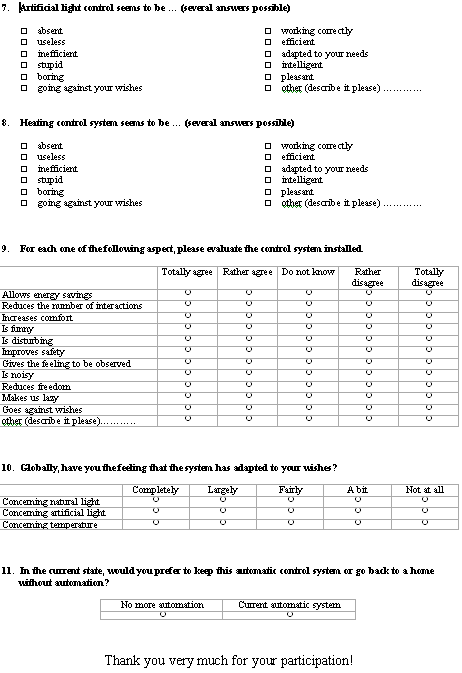 7. Artificial light control seems to be ... (several answers possible)
absent working correctly
useless efficient
inefficient adapted to your needs
stupid intelligent
boring pleasant
going against your wishes other (describe it please) ............
8. Heating control system seems to be ... (several answers possible)
absent working correctly
useless efficient
inefficient adapted to your needs
stupid intelligent
boring pleasant
going against your wishes other (describe it please) ............
9. For each one of the following aspect, please evaluate the control system installed.
Totally agree Rather agree Do not know Rather disagree Totally disagree
Allows energy savings
Reduces the number of interactions
Increases comfort
Is funny
Is disturbing
Improves safety
Gives the feeling to be observed
Is noisy
Reduces freedom
Makes us lazy
Goes against wishes
other (describe it please)...........
10. Globally, have you the feeling that the system has adapted to your wishes?
Completely Largely Fairly A bit Not at all
Concerning natural light
Concerning artificial light
Concerning temperature
11. In the current state, would you prefer to keep this automatic control system or go back to a home
without automation?
No more automation Current automatic system
Thank you very much for your participation!